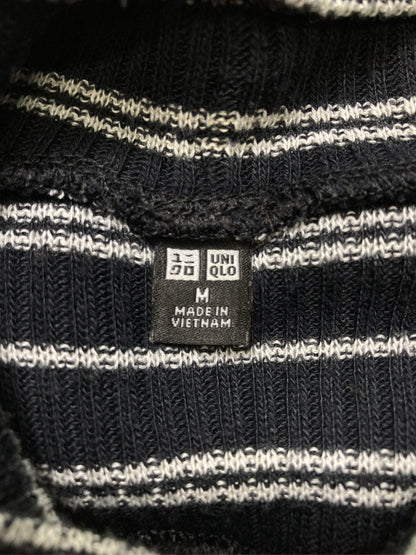 ユニ UNI
クロ QLO
M
MADE IN
VIETNAM